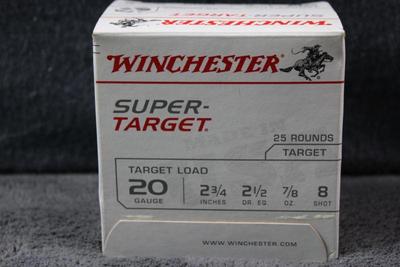 WINCHESTER
SUPER-
TARGET®
25 ROUNDS
TARGET
TARGET LOAD
20 2 3/4 2 1/2 7/8 8
GAUGE INCHES DR. EQ. OZ. SHOT
WWW.WINCHESTER.COM